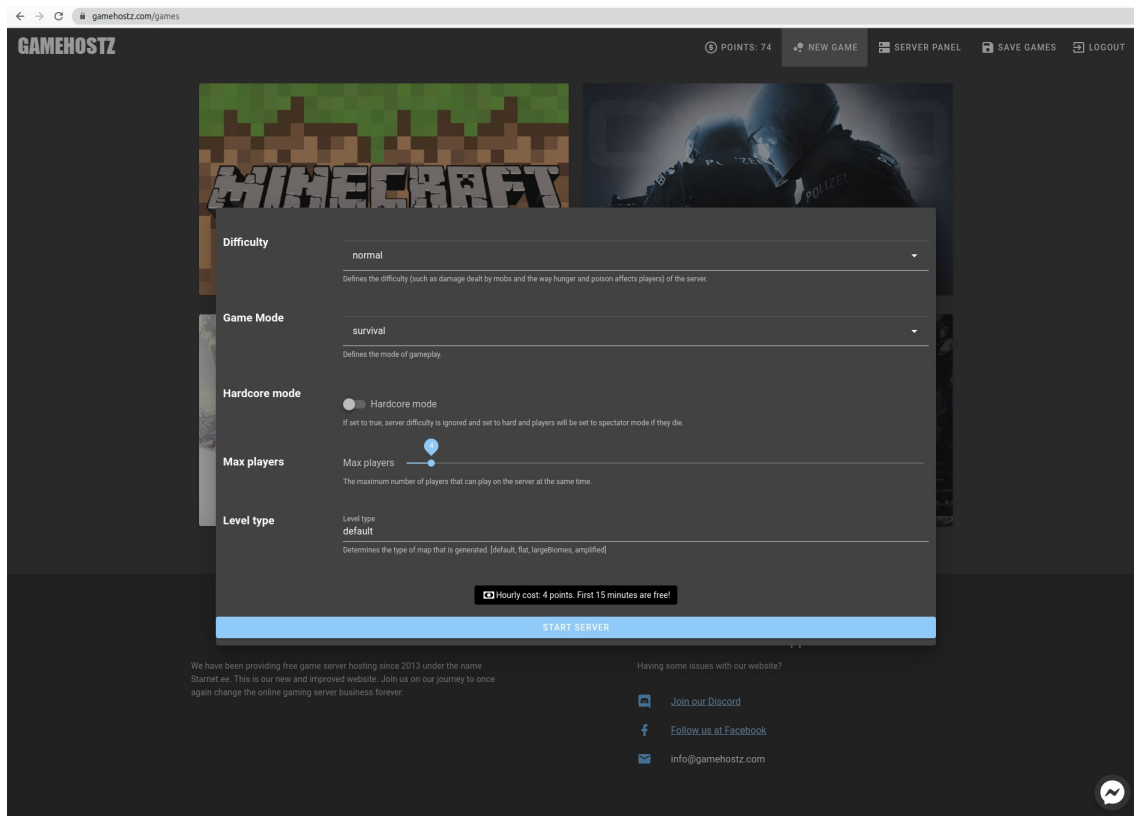 gamehostz.com/games
GAMEHOSTZ
POINTS: 74
NEW GAME
SERVER PANEL
SAVE GAMES
LOGOUT
MINECRAFT
POLIZEI
Difficulty
normal
Defines the difficulty (such as damage dealt by mobs and the way hunger and poison affects players) of the server.
Game Mode
survival
Defines the mode of gameplay.
Hardcore mode
Hardcore mode
If set to true, server difficulty is ignored and set to hard and players will be set to spectator mode if they die.
4
Max players
Max players
The maximum number of players that can play on the server at the same time.
Level type
Level type
default
Determines the type of map that is generated. [default, flat, largeBiomes, amplified]
Hourly cost: 4 points. First 15 minutes are free!
START SERVER
We have been providing free game server hosting since 2013 under the name
Starnet.ee. This is our new and improved website. Join us on our journey to once
again change the online gaming server business forever.
Having some issues with our website?
Join our Discord
Follow us at Facebook
info@gamehostz.com